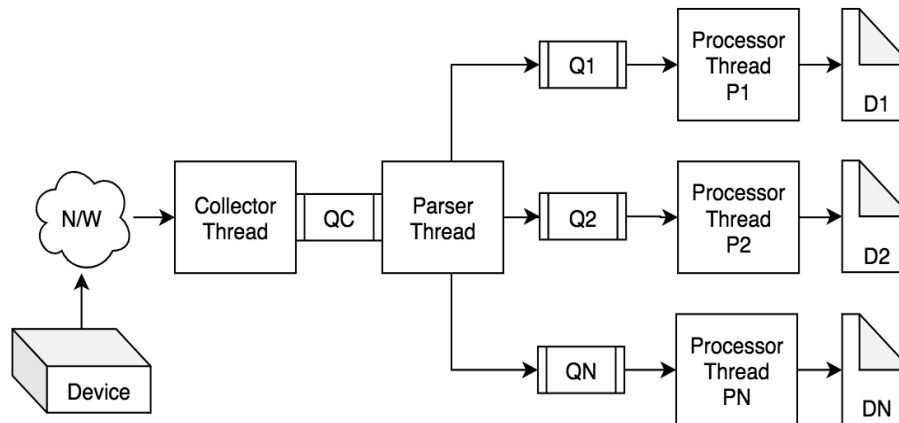 Q1
Processor
Thread
P1
D1
N/W
Collector
Thread
QC
Parser
Thread
Q2
Processor
Thread
P2
D2
Device
QN
Processor
Thread
PN
DN